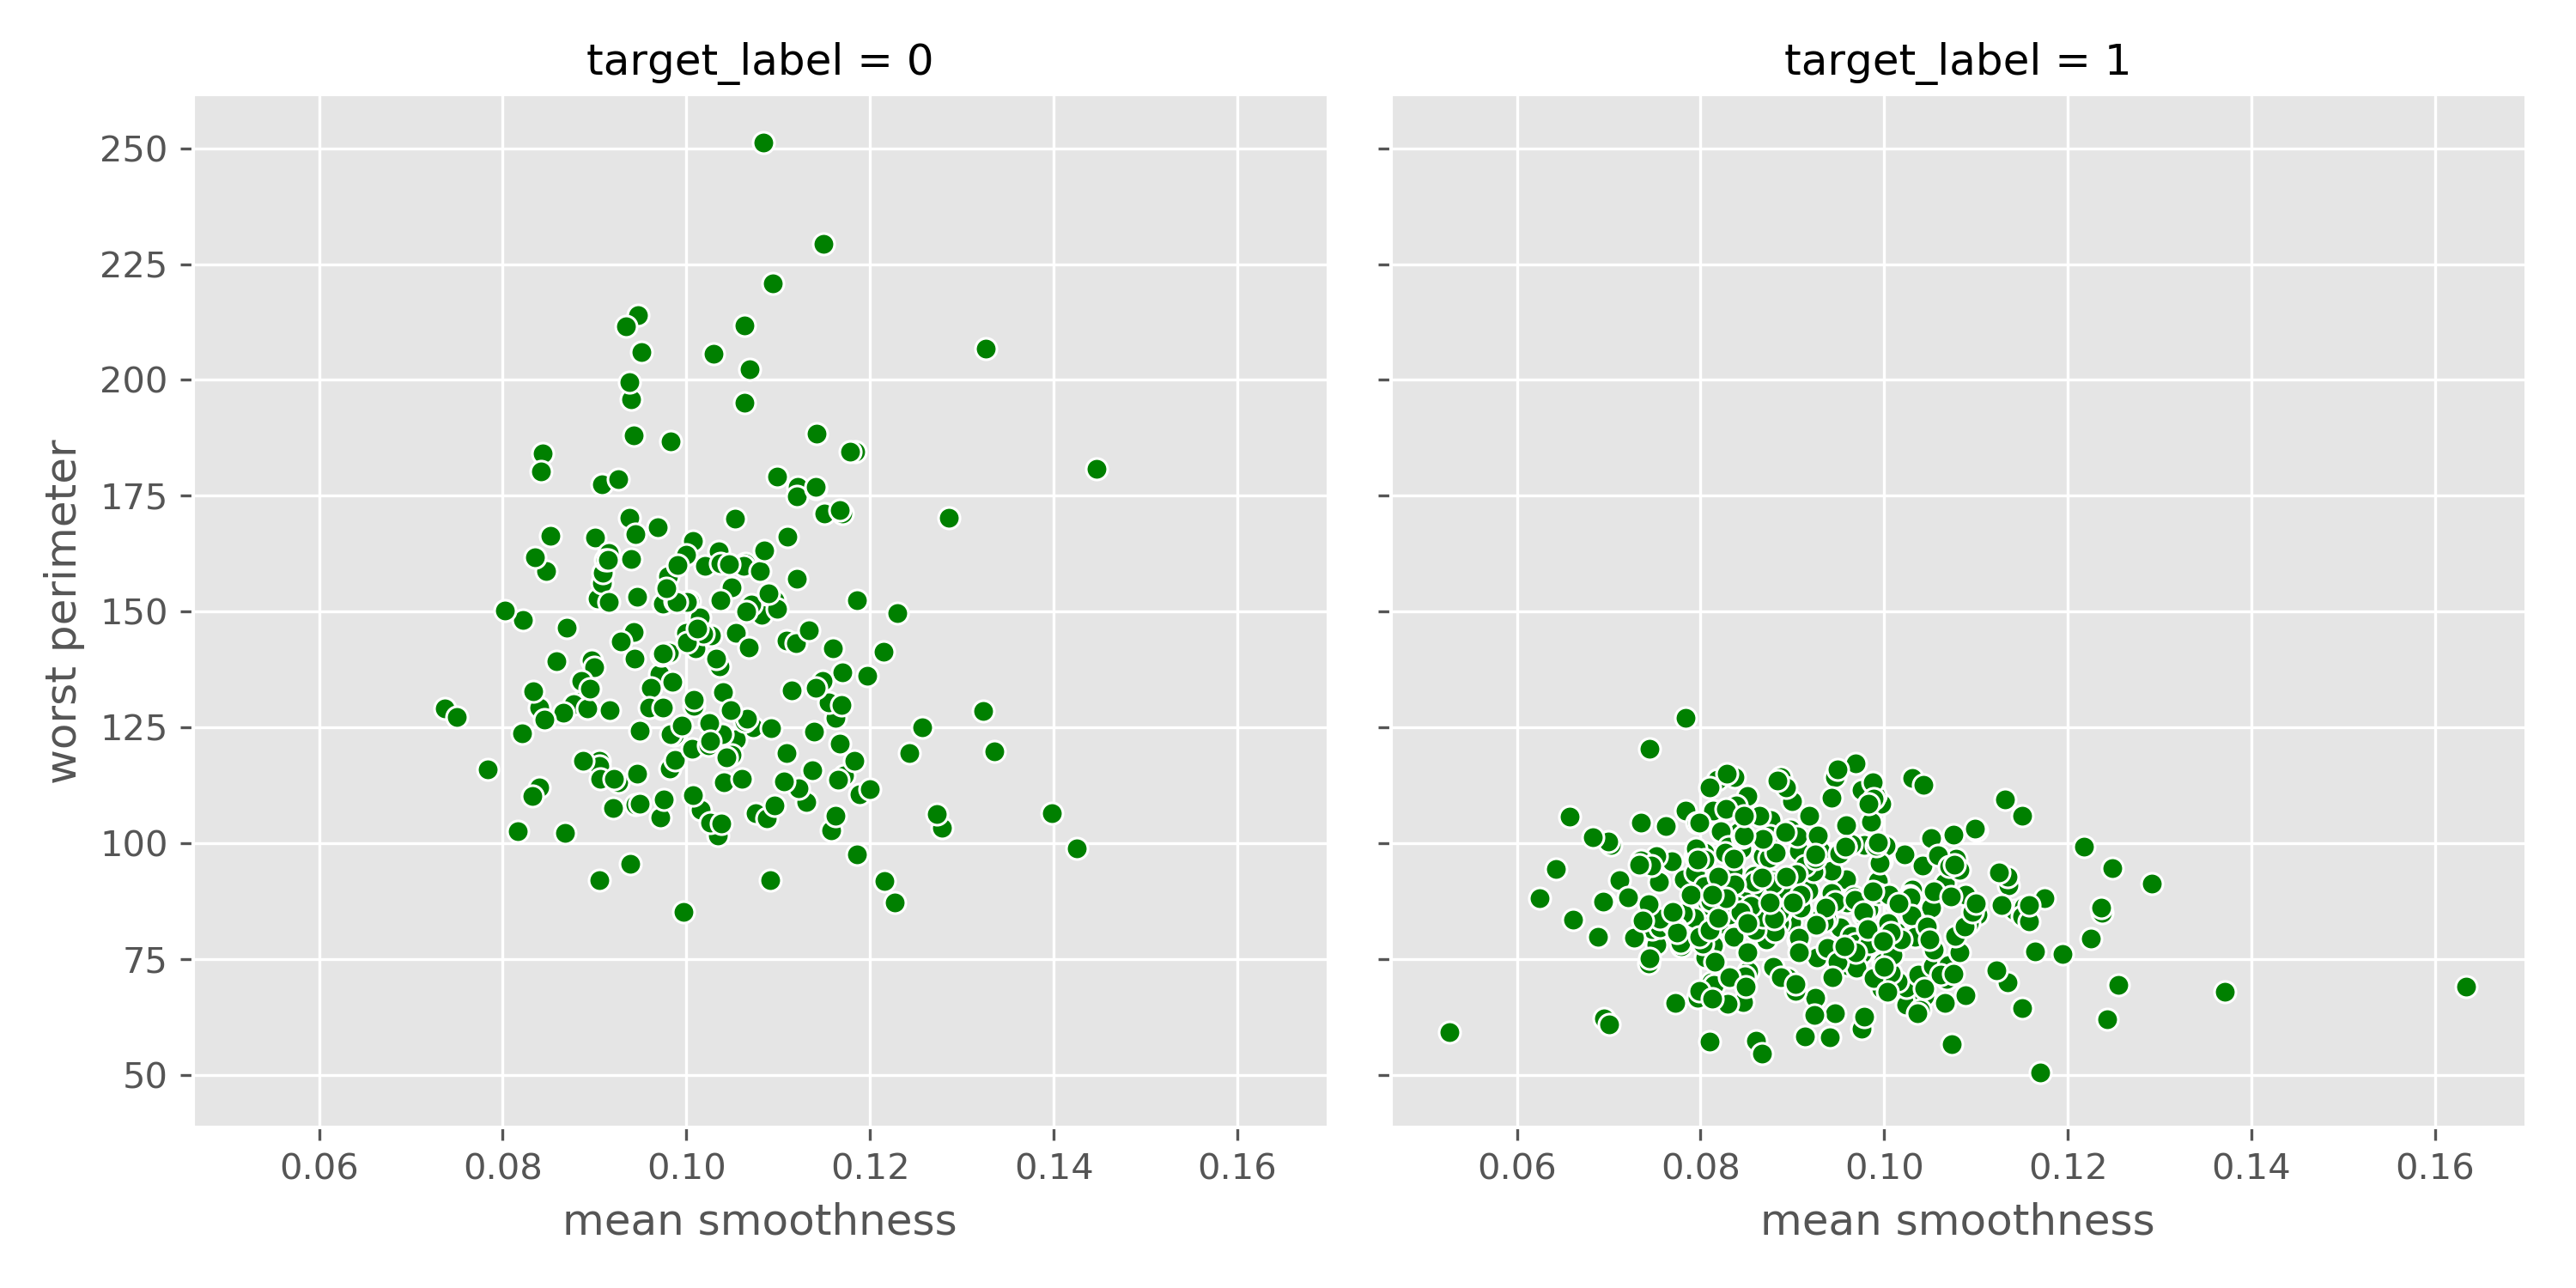 target_label = 0
target_label = 1
250
225
200
175
150
125
100
75
50
worst perimeter
0.06 0.08 0.10 0.12 0.14 0.16
0.06 0.08 0.10 0.12 0.14 0.16
mean smoothness
mean smoothness